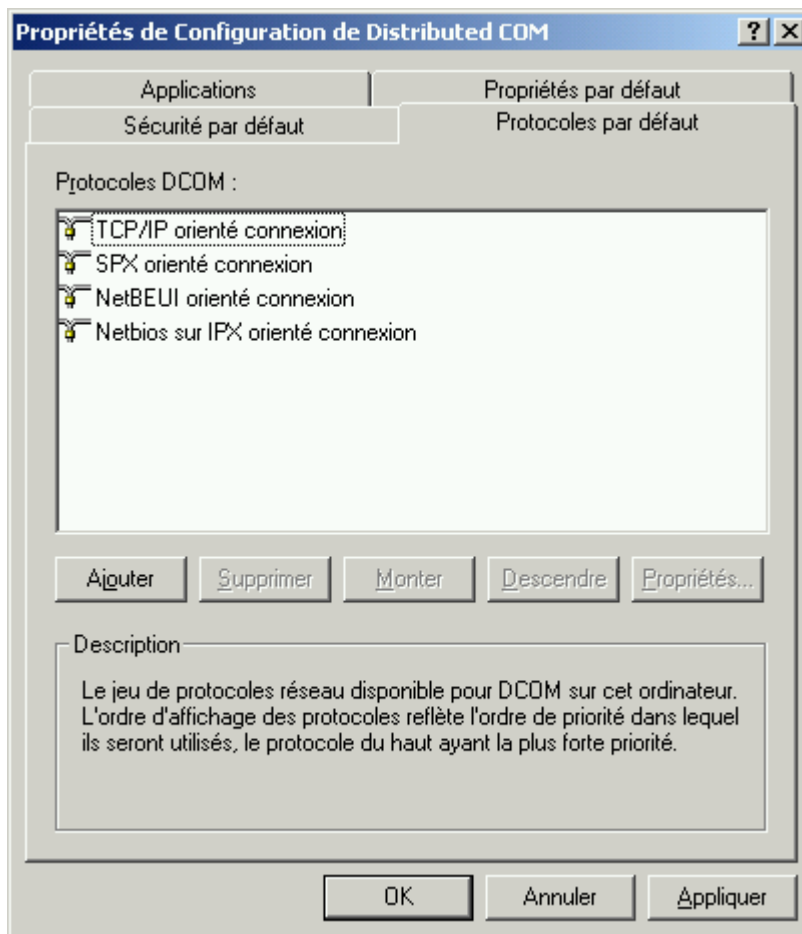 Propriétés de Configuration de Distributed COM
Applications
Propriétés par défaut
Sécurité par défaut
Protocoles par défaut
Protocoles DCOM :
TCP/IP orienté connexion
SPX orienté connexion
NetBEUI orienté connexion
Netbios sur IPX orienté connexion
Ajouter
Supprimer
Monter
Descendre
Propriétés...
Description
Le jeu de protocoles réseau disponible pour DCOM sur cet ordinateur.
L'ordre d'affichage des protocoles reflète l'ordre de priorité dans lequel
ils seront utilisés, le protocole du haut ayant la plus forte priorité.
OK
Annuler
Appliquer